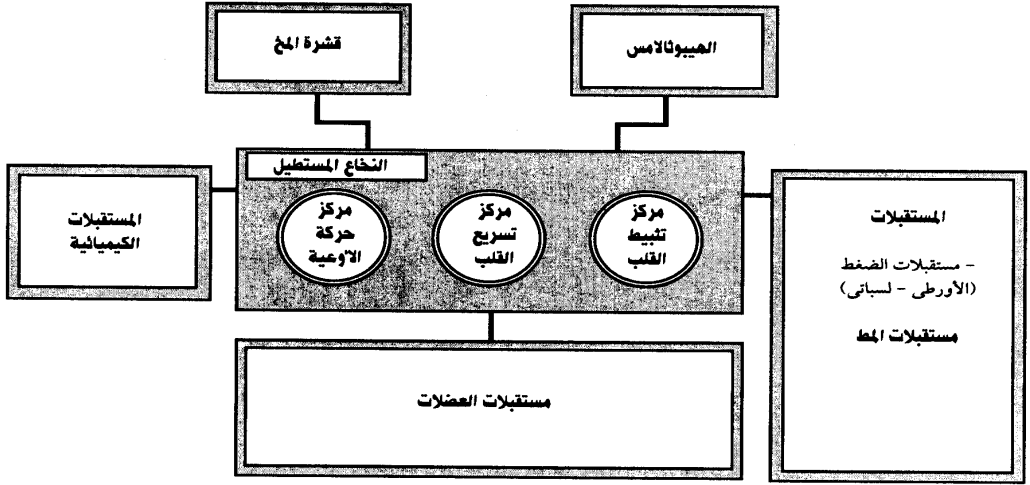 قشرة المخ
الهيبوثالامس
النخاع المستطيل
مركز
تثبيط
القلب
مركز
تسريع
القلب
مركز
حركة
الاوعية
المستقبلات
- مستقبلات الضغط
(الأورطى - لسباتى)
مستقبلات المط
المستقبلات
الكيميائية
مستقبلات العضلات